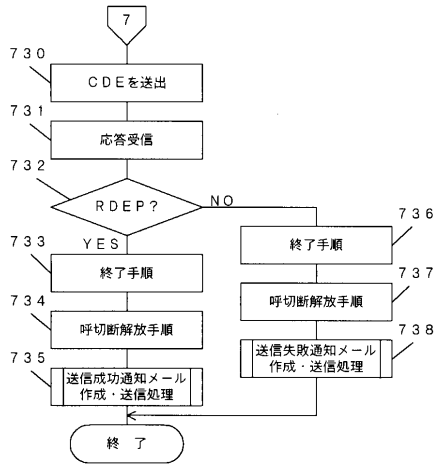 7
730
CDEを送出
731
応答受信
732
RDEP?
NO
YES
733
終了手順
734
呼切断解放手順
735
送信成功通知メール
作成・送信処理
736
終了手順
737
呼切断解放手順
738
送信失敗通知メール
作成・送信処理
終 了